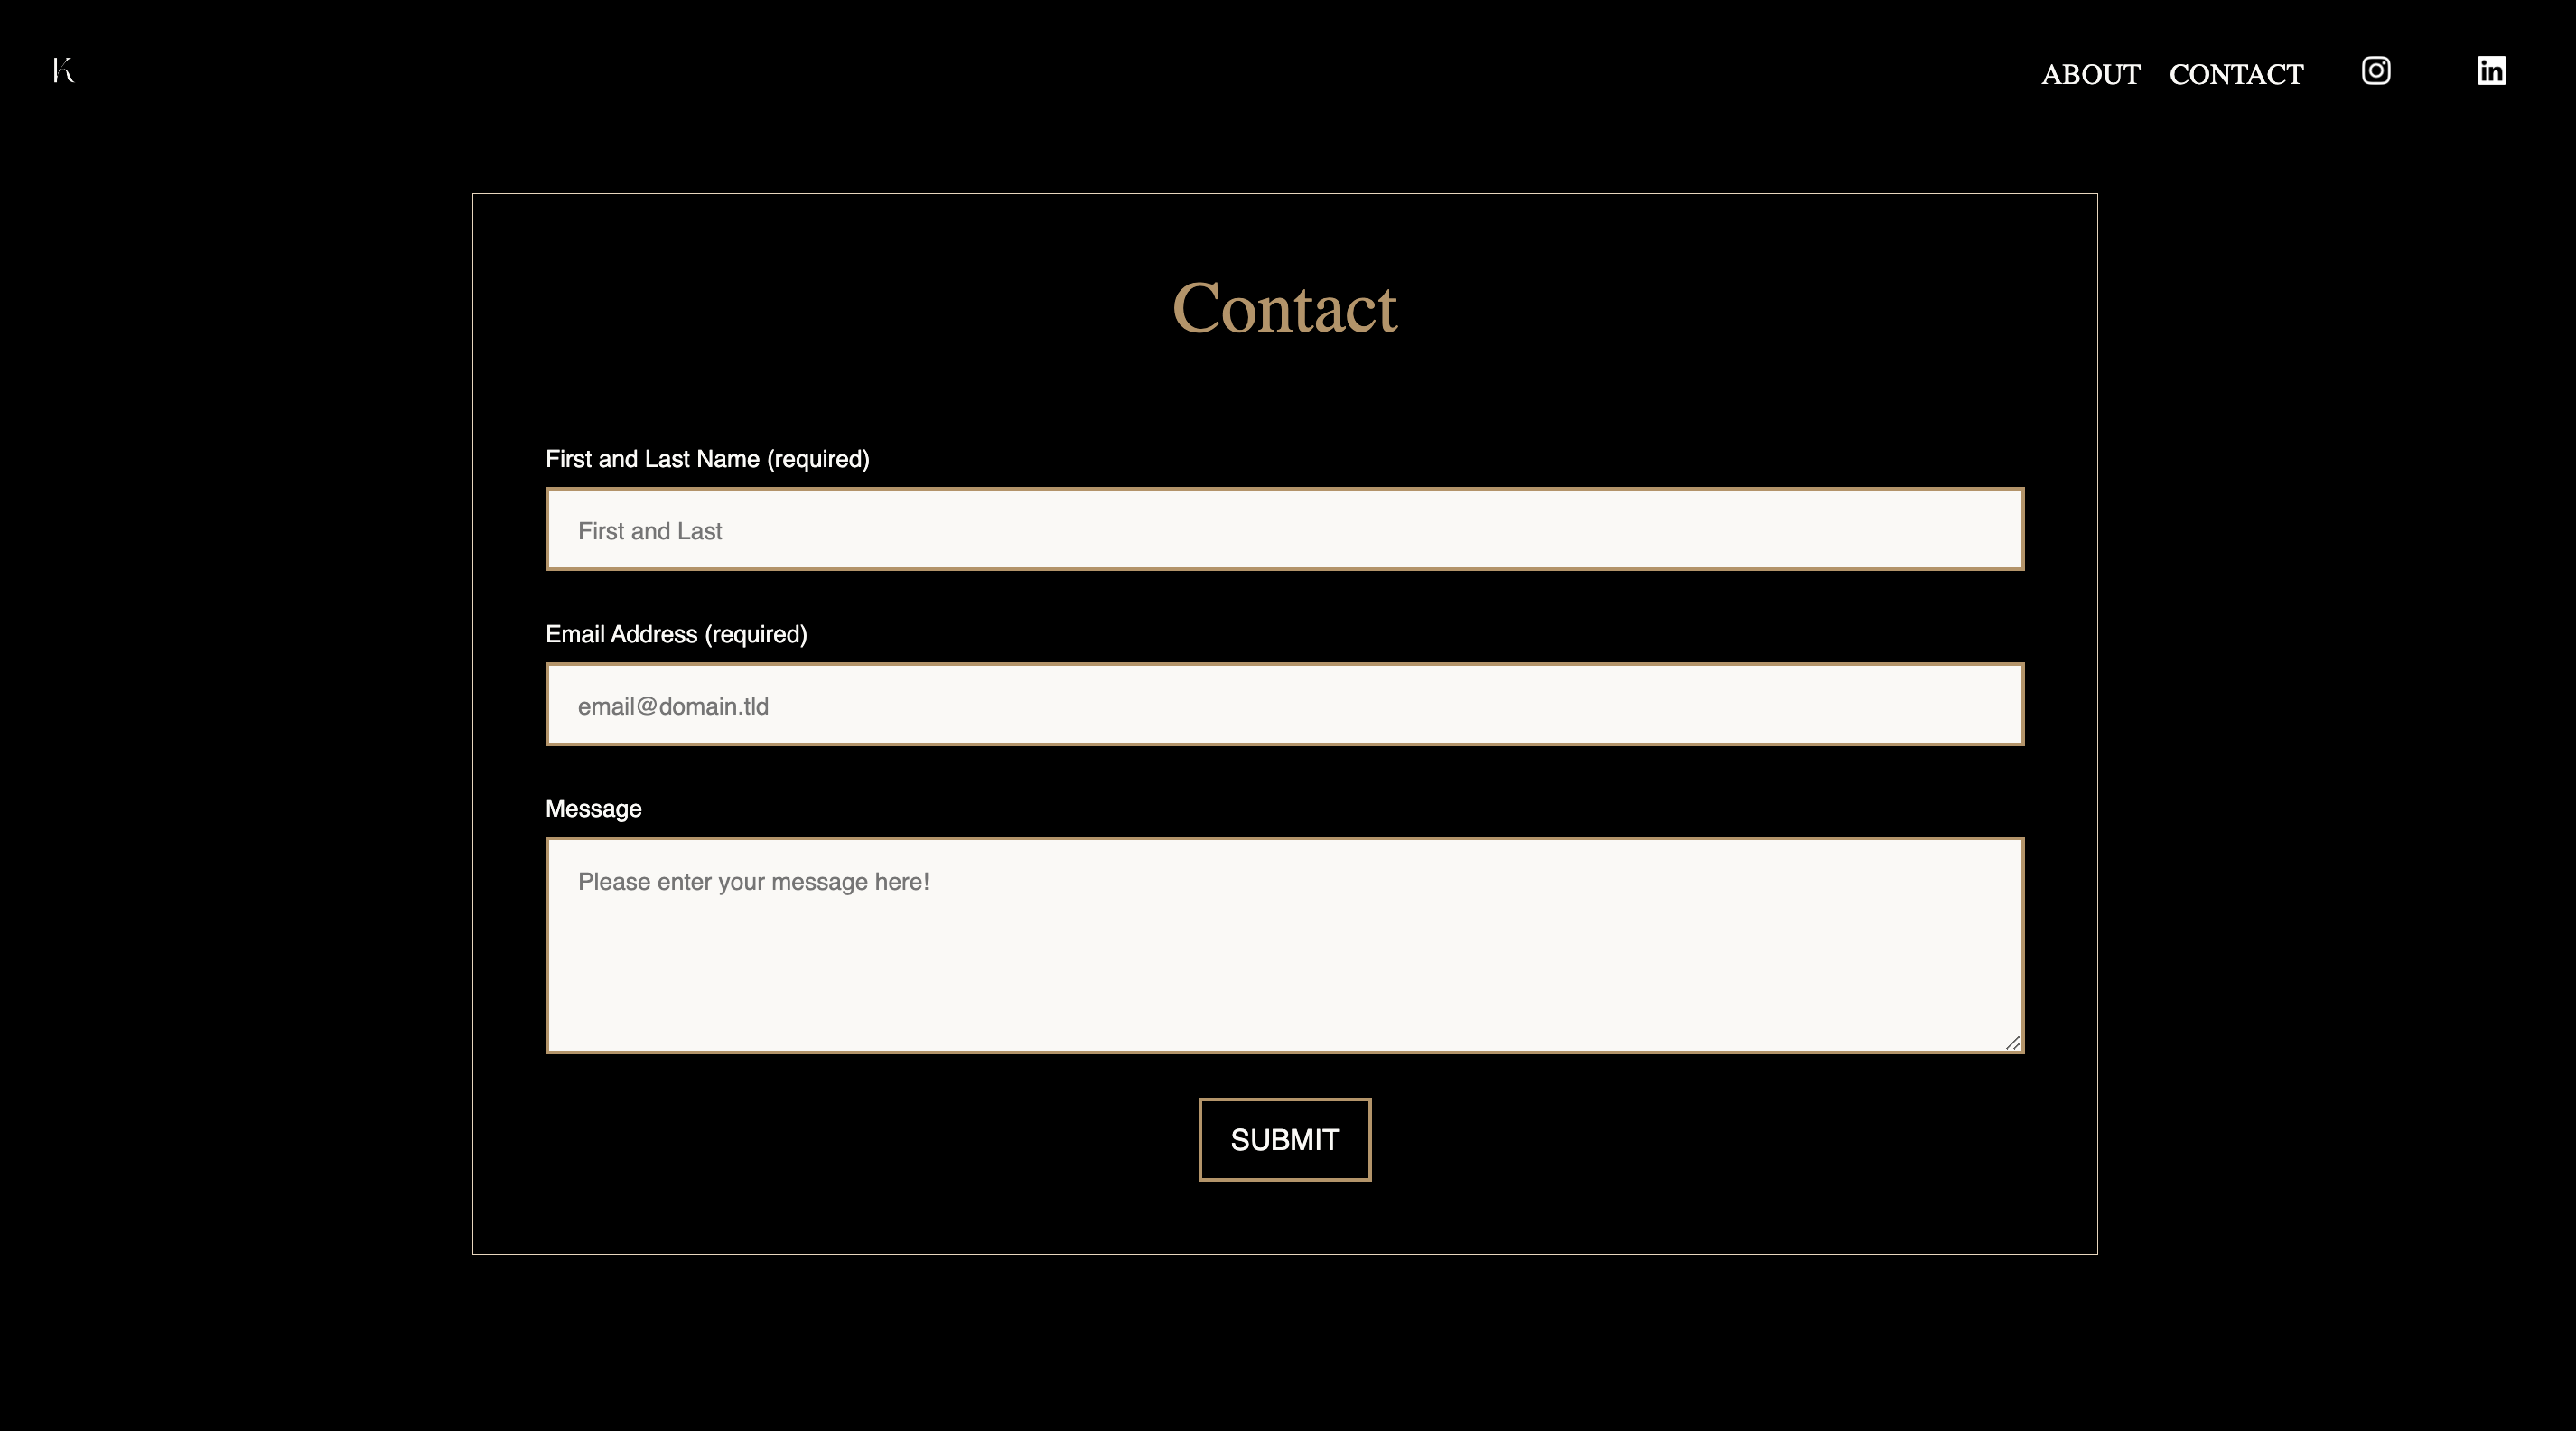 K
ABOUT CONTACT
Contact
First and Last Name (required)
First and Last
Email Address (required)
email@domain.tld
Message
Please enter your message here!
SUBMIT